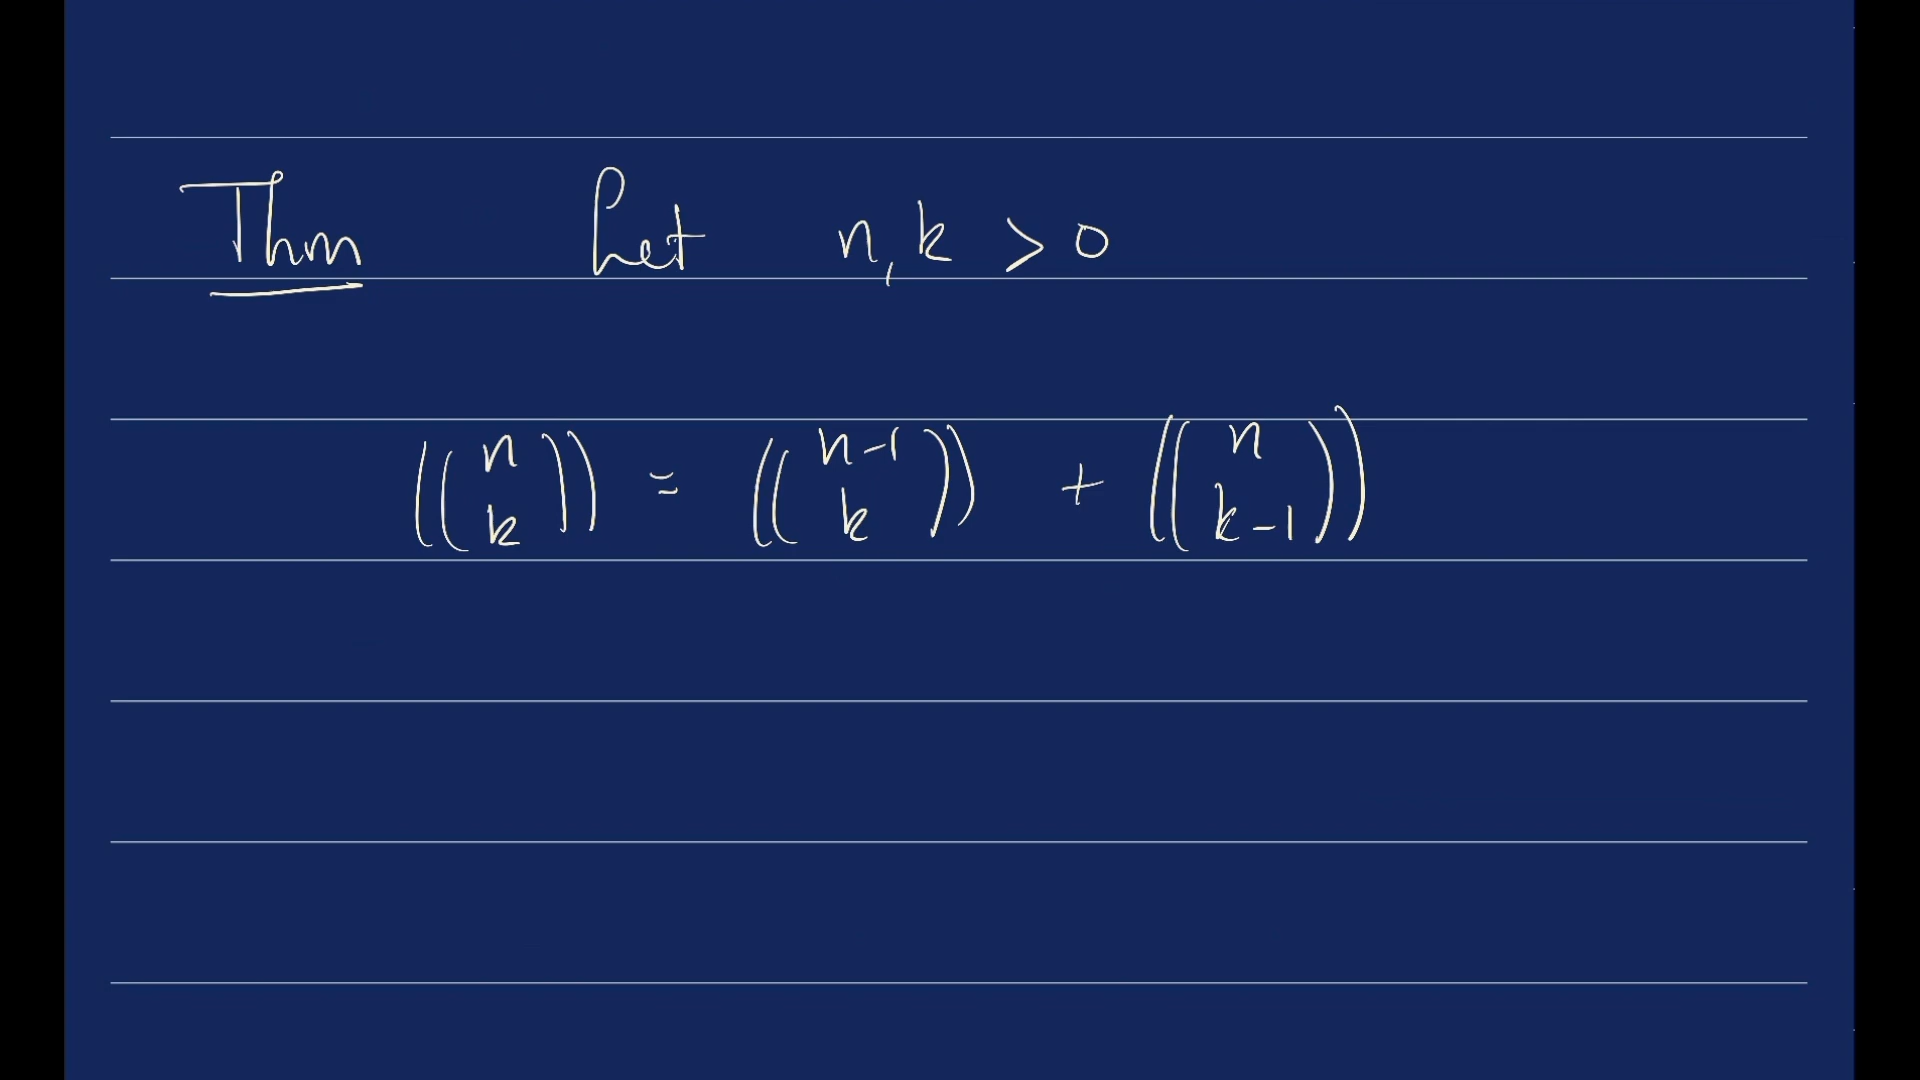 Thm Let n, k > 0
((n k)) = ((n-1 k)) + ((n k-1))